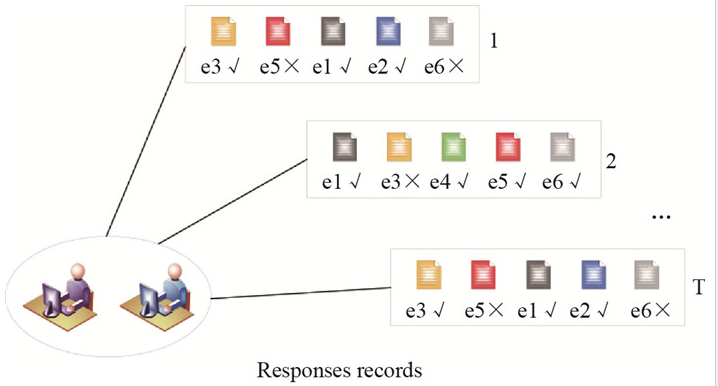 e3 √ e5× e1 √ e2 √ e6×
1
e1 √ e3× e4 √ e5 √ e6 √
2
...
e3 √ e5× e1 √ e2 √ e6×
T
Responses records